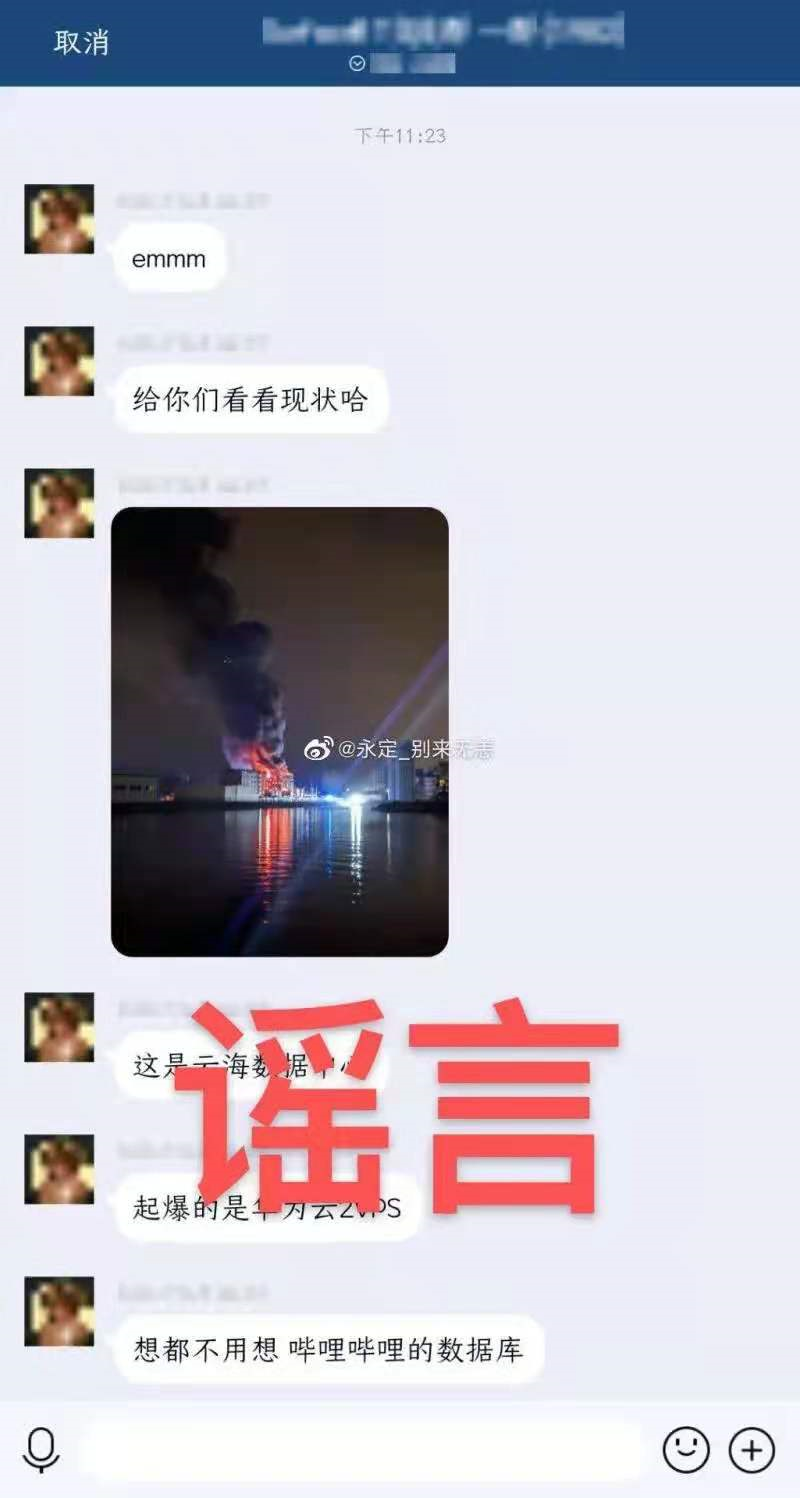 取消
下午11:23
emmm
给你们看看现状哈
@永定_别来无恙
这是云海数据中心
谣言
起爆的是华为云2VPS
想都不用想 哔哩哔哩的数据库